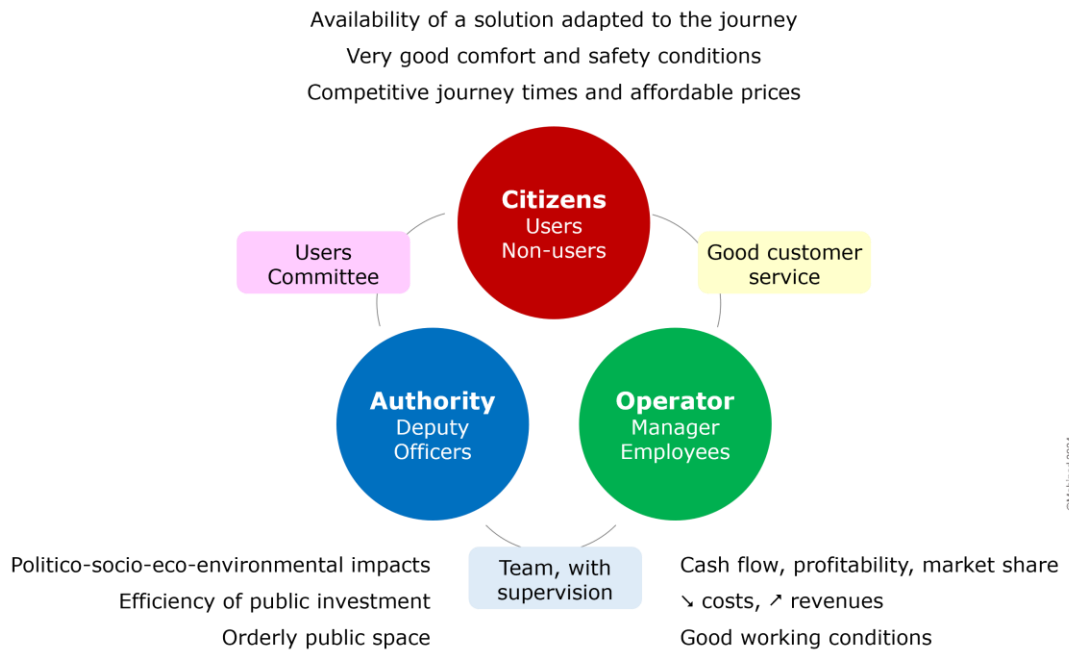 Availability of a solution adapted to the journey
Very good comfort and safety conditions
Competitive journey times and affordable prices
Citizens
Users
Non-users
Users
Committee
Good customer
service
Authority
Deputy
Officers
Operator
Manager
Employees
Team, with
supervision
Politico-socio-eco-environmental impacts
Efficiency of public investment
Orderly public space
Cash flow, profitability, market share
↘ costs, ↗ revenues
Good working conditions